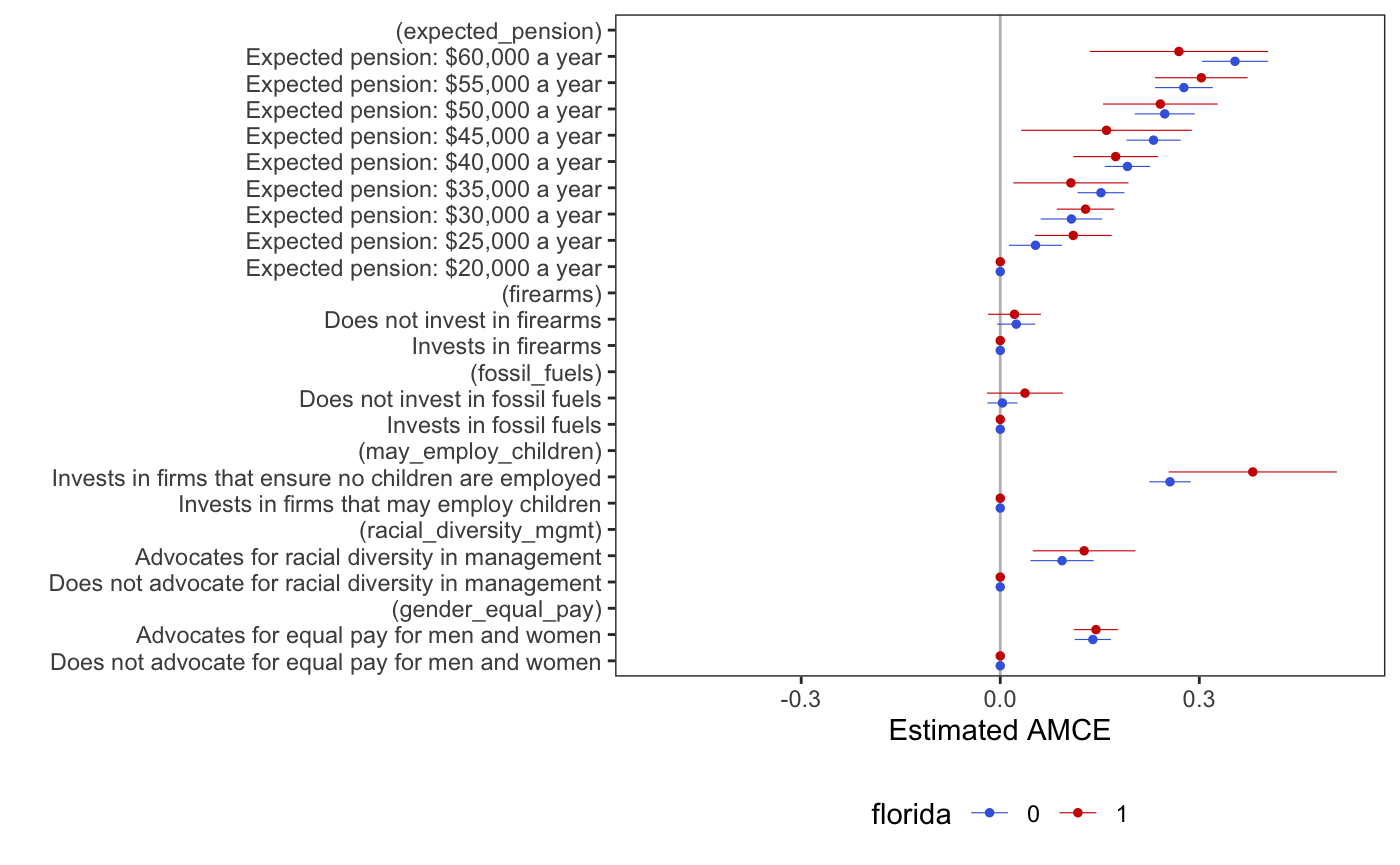 (expected_pension)
Expected pension: $60,000 a year
Expected pension: $55,000 a year
Expected pension: $50,000 a year
Expected pension: $45,000 a year
Expected pension: $40,000 a year
Expected pension: $35,000 a year
Expected pension: $30,000 a year
Expected pension: $25,000 a year
Expected pension: $20,000 a year
(firearms)
Does not invest in firearms
Invests in firearms
(fossil_fuels)
Does not invest in fossil fuels
Invests in fossil fuels
(may_employ_children)
Invests in firms that ensure no children are employed
Invests in firms that may employ children
(racial_diversity_mgmt)
Advocates for racial diversity in management
Does not advocate for racial diversity in management
(gender_equal_pay)
Advocates for equal pay for men and women
Does not advocate for equal pay for men and women
-0.3 0.0 0.3
Estimated AMCE
florida 0 1